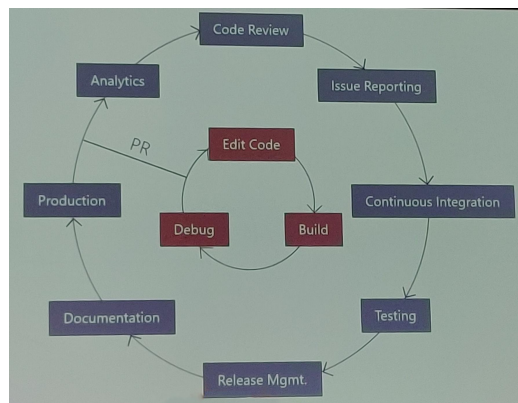 Code Review
Analytics
Issue Reporting
PR
Edit Code
Production
Continuous Integration
Debug
Build
Documentation
Testing
Release Mgmt.